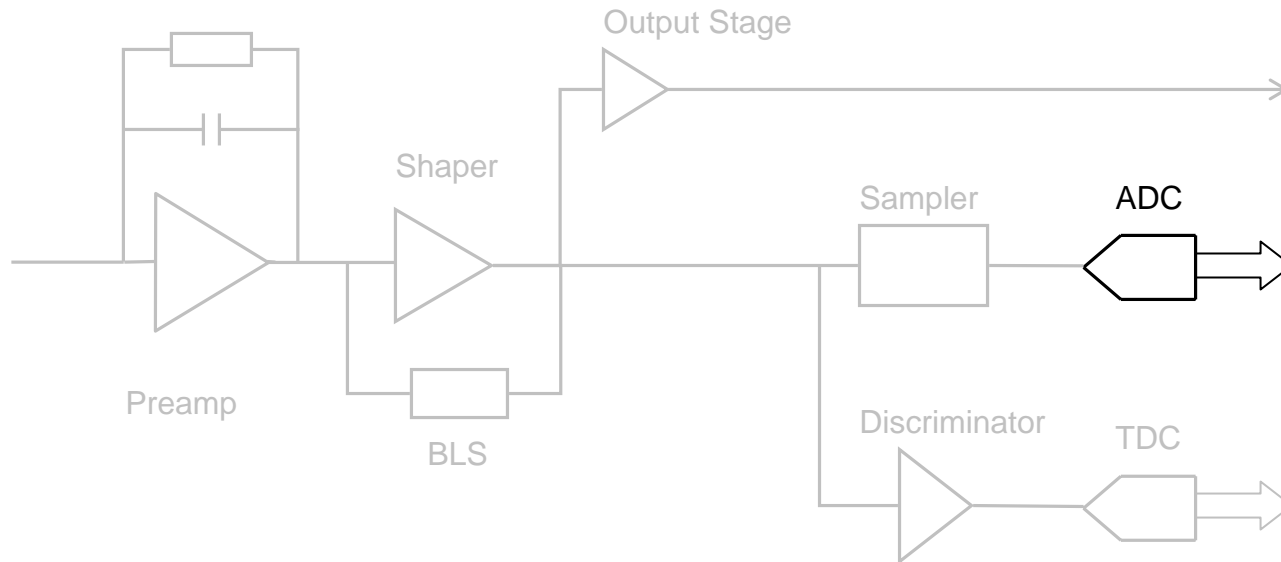 Output Stage
Shaper
Sampler
ADC
Preamp
BLS
Discriminator
TDC